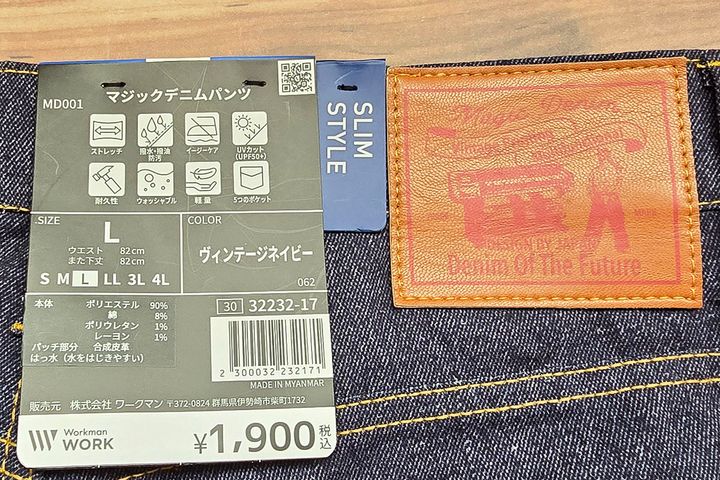 MD001
マジックデニムパンツ
ストレッチ
撥水・撥油
防汚
イージーケア
UVカット
(UPF50+)
耐久性
ウォッシャブル
軽量
5つのポケット
SLIM
STYLE
SIZE
L
ウエスト 82cm
また下丈 82cm
S M L LL 3L 4L
COLOR
ヴィンテージネイビー
062
本体 ポリエステル 90%
綿 8%
ポリウレタン 1%
レーヨン 1%
パッチ部分 合成皮革
はっ水（水をはじきやすい）
30 32232-17
2 300032 232171
MADE IN MYANMAR
販売元 株式会社 ワークマン 〒372-0824 群馬県伊勢崎市柴町1732
Workman
WORK
¥1,900税込
Magic Denim
MARK
Denim Of The Future